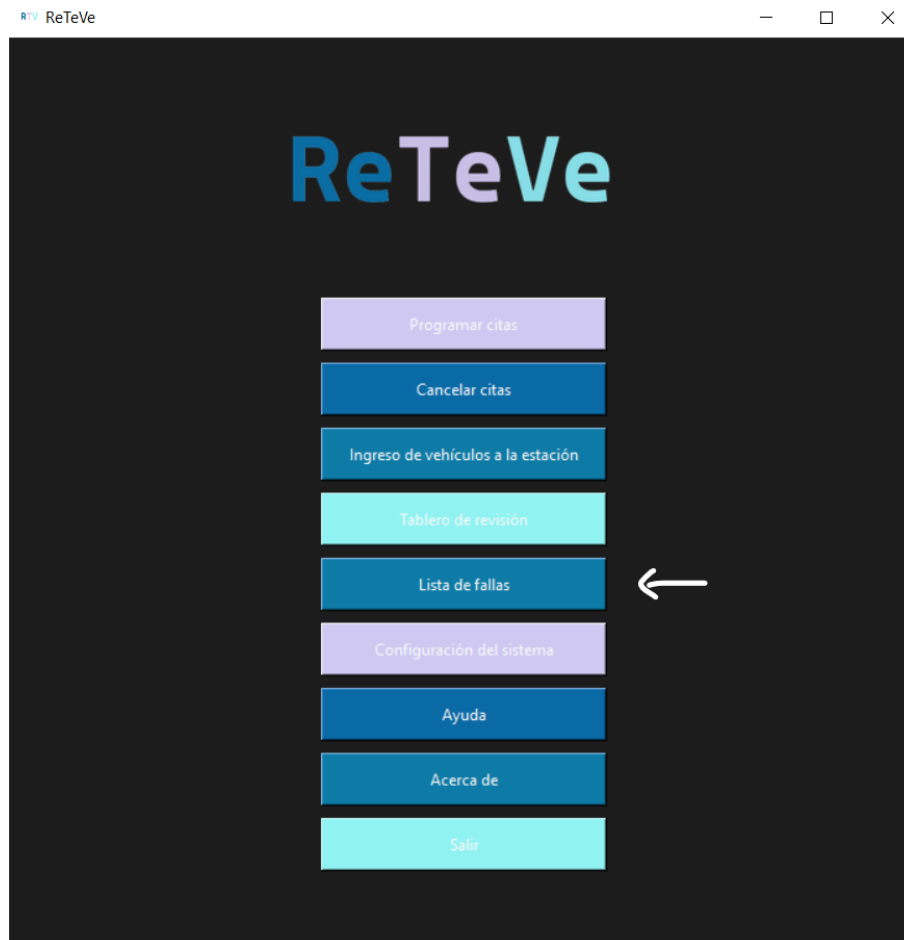 RTV ReTeVe
ReTeVe
Programar citas
Cancelar citas
Ingreso de vehículos a la estación
Tablero de revisión
Lista de fallas
Configuración del sistema
Ayuda
Acerca de
Salir